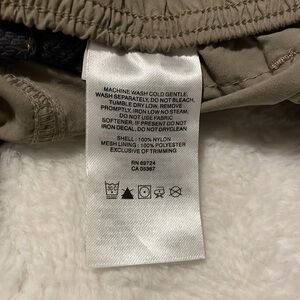 MACHINE WASH COLD GENTLE.
WASH SEPARATELY, DO NOT BLEACH,
TUMBLE DRY LOW, REMOVE
PROMPTLY, IRON LOW, NO STEAM,
DO NOT USE FABRIC
SOFTENER, IF PRESENT DO NOT
IRON DECAL, DO NOT DRYCLEAN
SHELL : 100% NYLON
MESH LINING : 100% POLYESTER
EXCLUSIVE OF TRIMMING
RN 69724
CA 05367